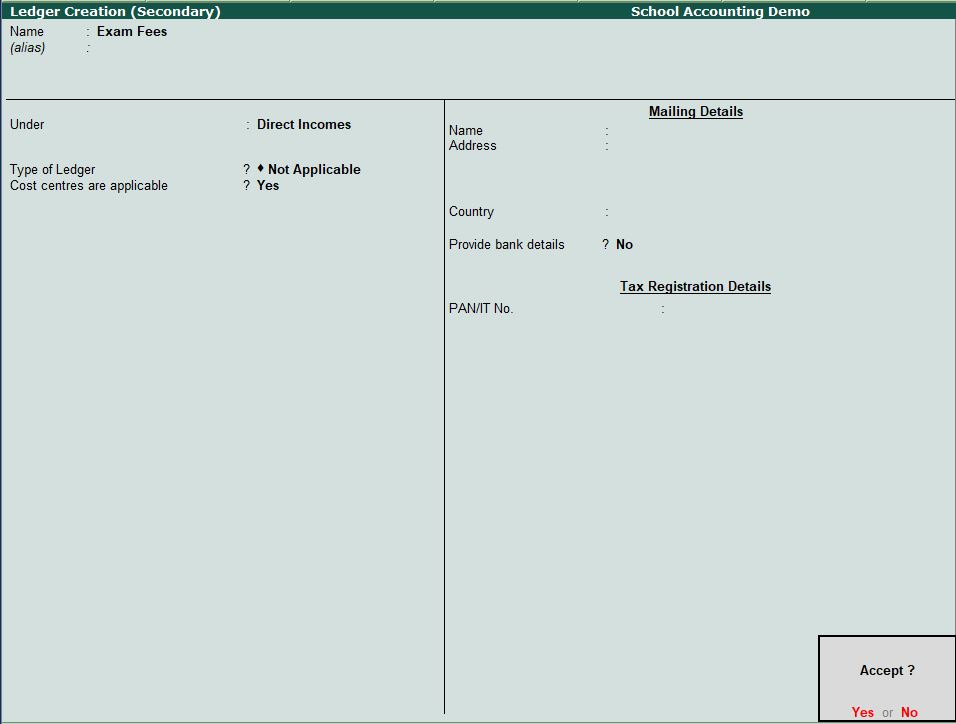 Ledger Creation (Secondary) School Accounting Demo
Name : Exam Fees
(alias) :
Under : Direct Incomes
Type of Ledger ? ♦ Not Applicable
Cost centres are applicable ? Yes
Mailing Details
Name :
Address :
Country :
Provide bank details ? No
Tax Registration Details
PAN/IT No. :
Accept ?
Yes or No